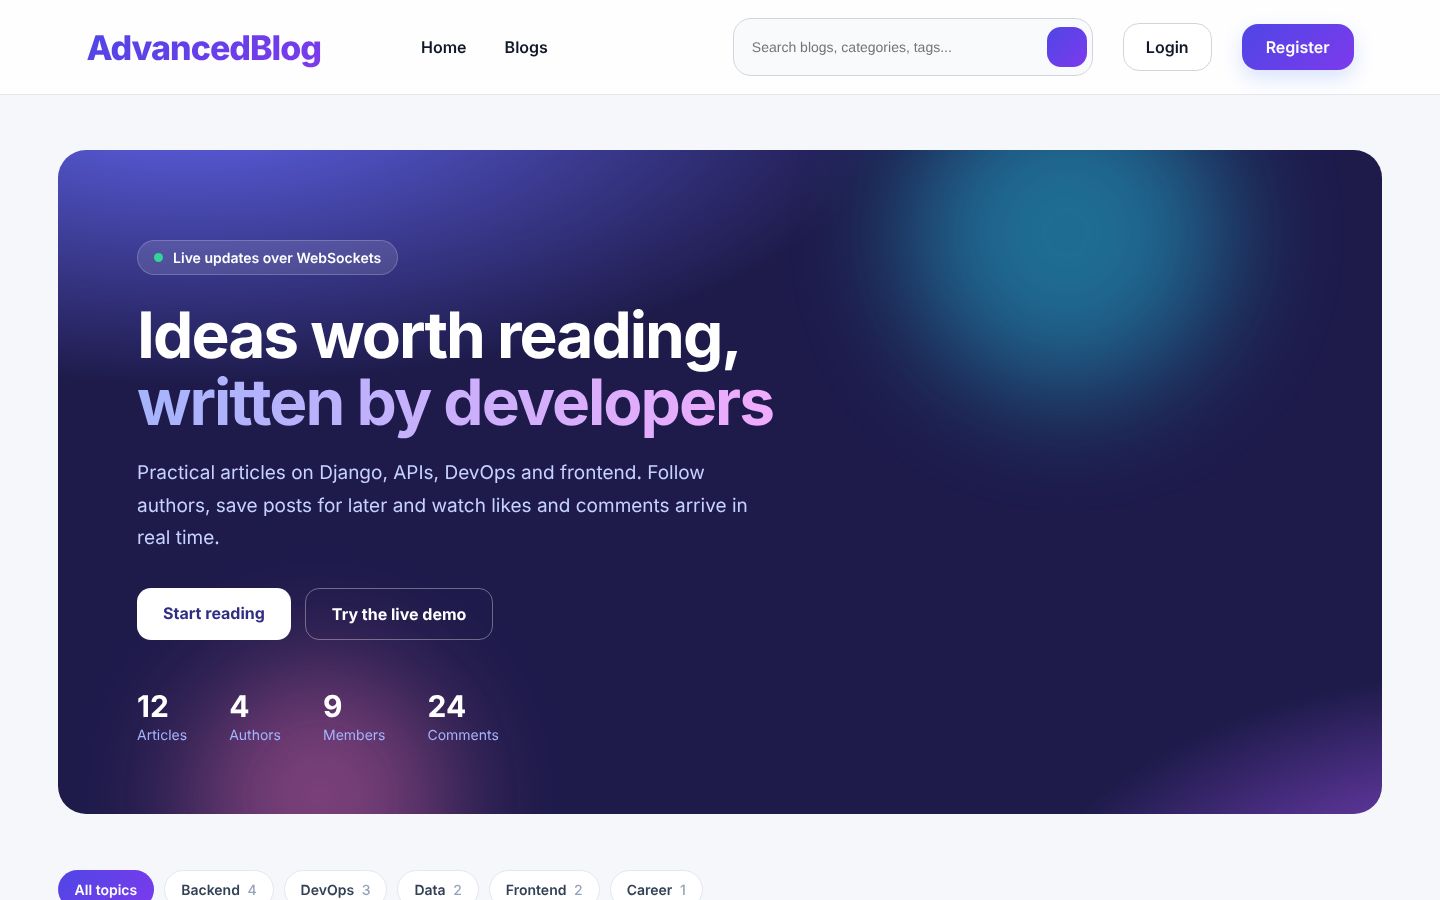 AdvancedBlog
Home
Blogs
Search blogs, categories, tags...
Login
Register
Live updates over WebSockets
Ideas worth reading,
written by developers
Practical articles on Django, APIs, DevOps and frontend. Follow
authors, save posts for later and watch likes and comments arrive in
real time.
Start reading
Try the live demo
12
Articles
4
Authors
9
Members
24
Comments
All topics
Backend 4
DevOps 3
Data 2
Frontend 2
Career 1